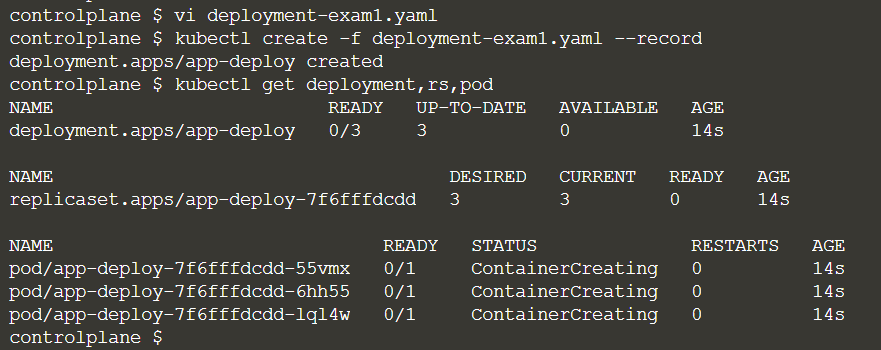 controlplane $ vi deployment-exam1.yaml
controlplane $ kubectl create -f deployment-exam1.yaml --record
deployment.apps/app-deploy created
controlplane $ kubectl get deployment,rs,pod
NAME READY UP-TO-DATE AVAILABLE AGE
deployment.apps/app-deploy 0/3 3 0 14s
NAME DESIRED CURRENT READY AGE
replicaset.apps/app-deploy-7f6fffdcdd 3 3 0 14s
NAME READY STATUS RESTARTS AGE
pod/app-deploy-7f6fffdcdd-55vmx 0/1 ContainerCreating 0 14s
pod/app-deploy-7f6fffdcdd-6hh55 0/1 ContainerCreating 0 14s
pod/app-deploy-7f6fffdcdd-lql4w 0/1 ContainerCreating 0 14s
controlplane $